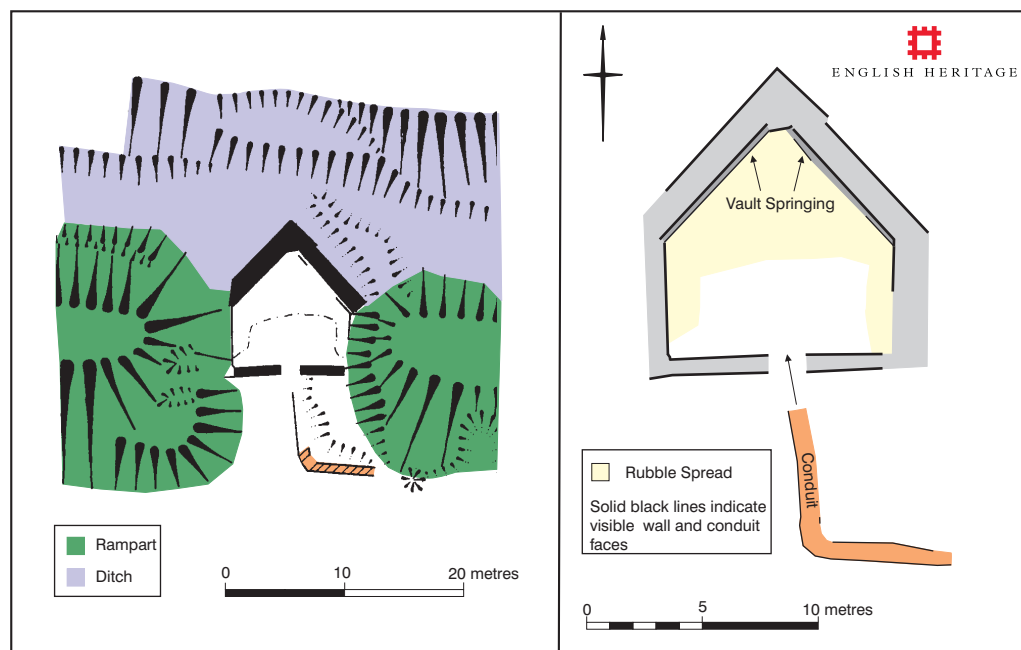 Rampart
Ditch
0
10
20 metres
ENGLISH HERITAGE
Vault Springing
Rubble Spread
Solid black lines indicate
visible wall and conduit
faces
Conduit
0
5
10 metres